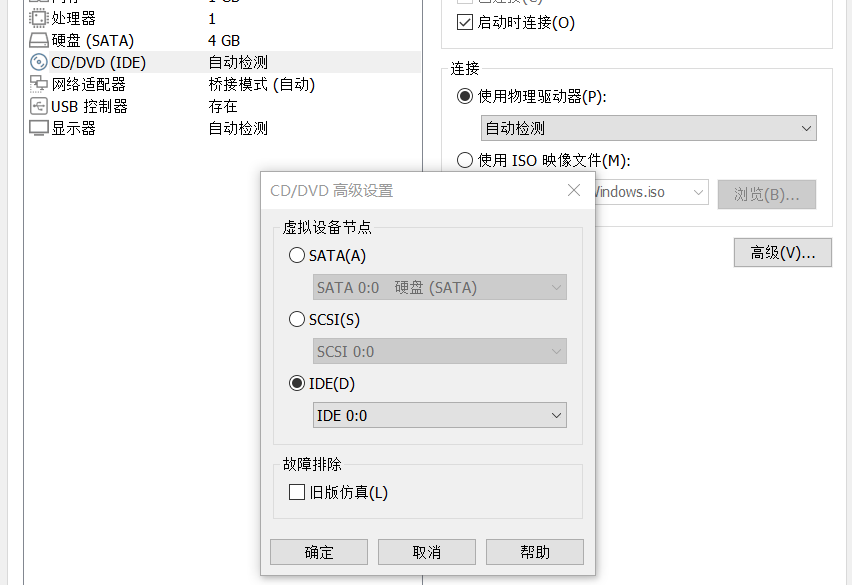 处理器 1
硬盘 (SATA) 4 GB
CD/DVD (IDE) 自动检测
网络适配器 桥接模式 (自动)
USB 控制器 存在
显示器 自动检测
启动时连接(O)
连接
使用物理驱动器(P):
自动检测
使用 ISO 映像文件(M):
Windows.iso
浏览(B)...
高级(V)...
CD/DVD 高级设置
虚拟设备节点
SATA(A)
SATA 0:0 硬盘 (SATA)
SCSI(S)
SCSI 0:0
IDE(D)
IDE 0:0
故障排除
旧版仿真(L)
确定
取消
帮助